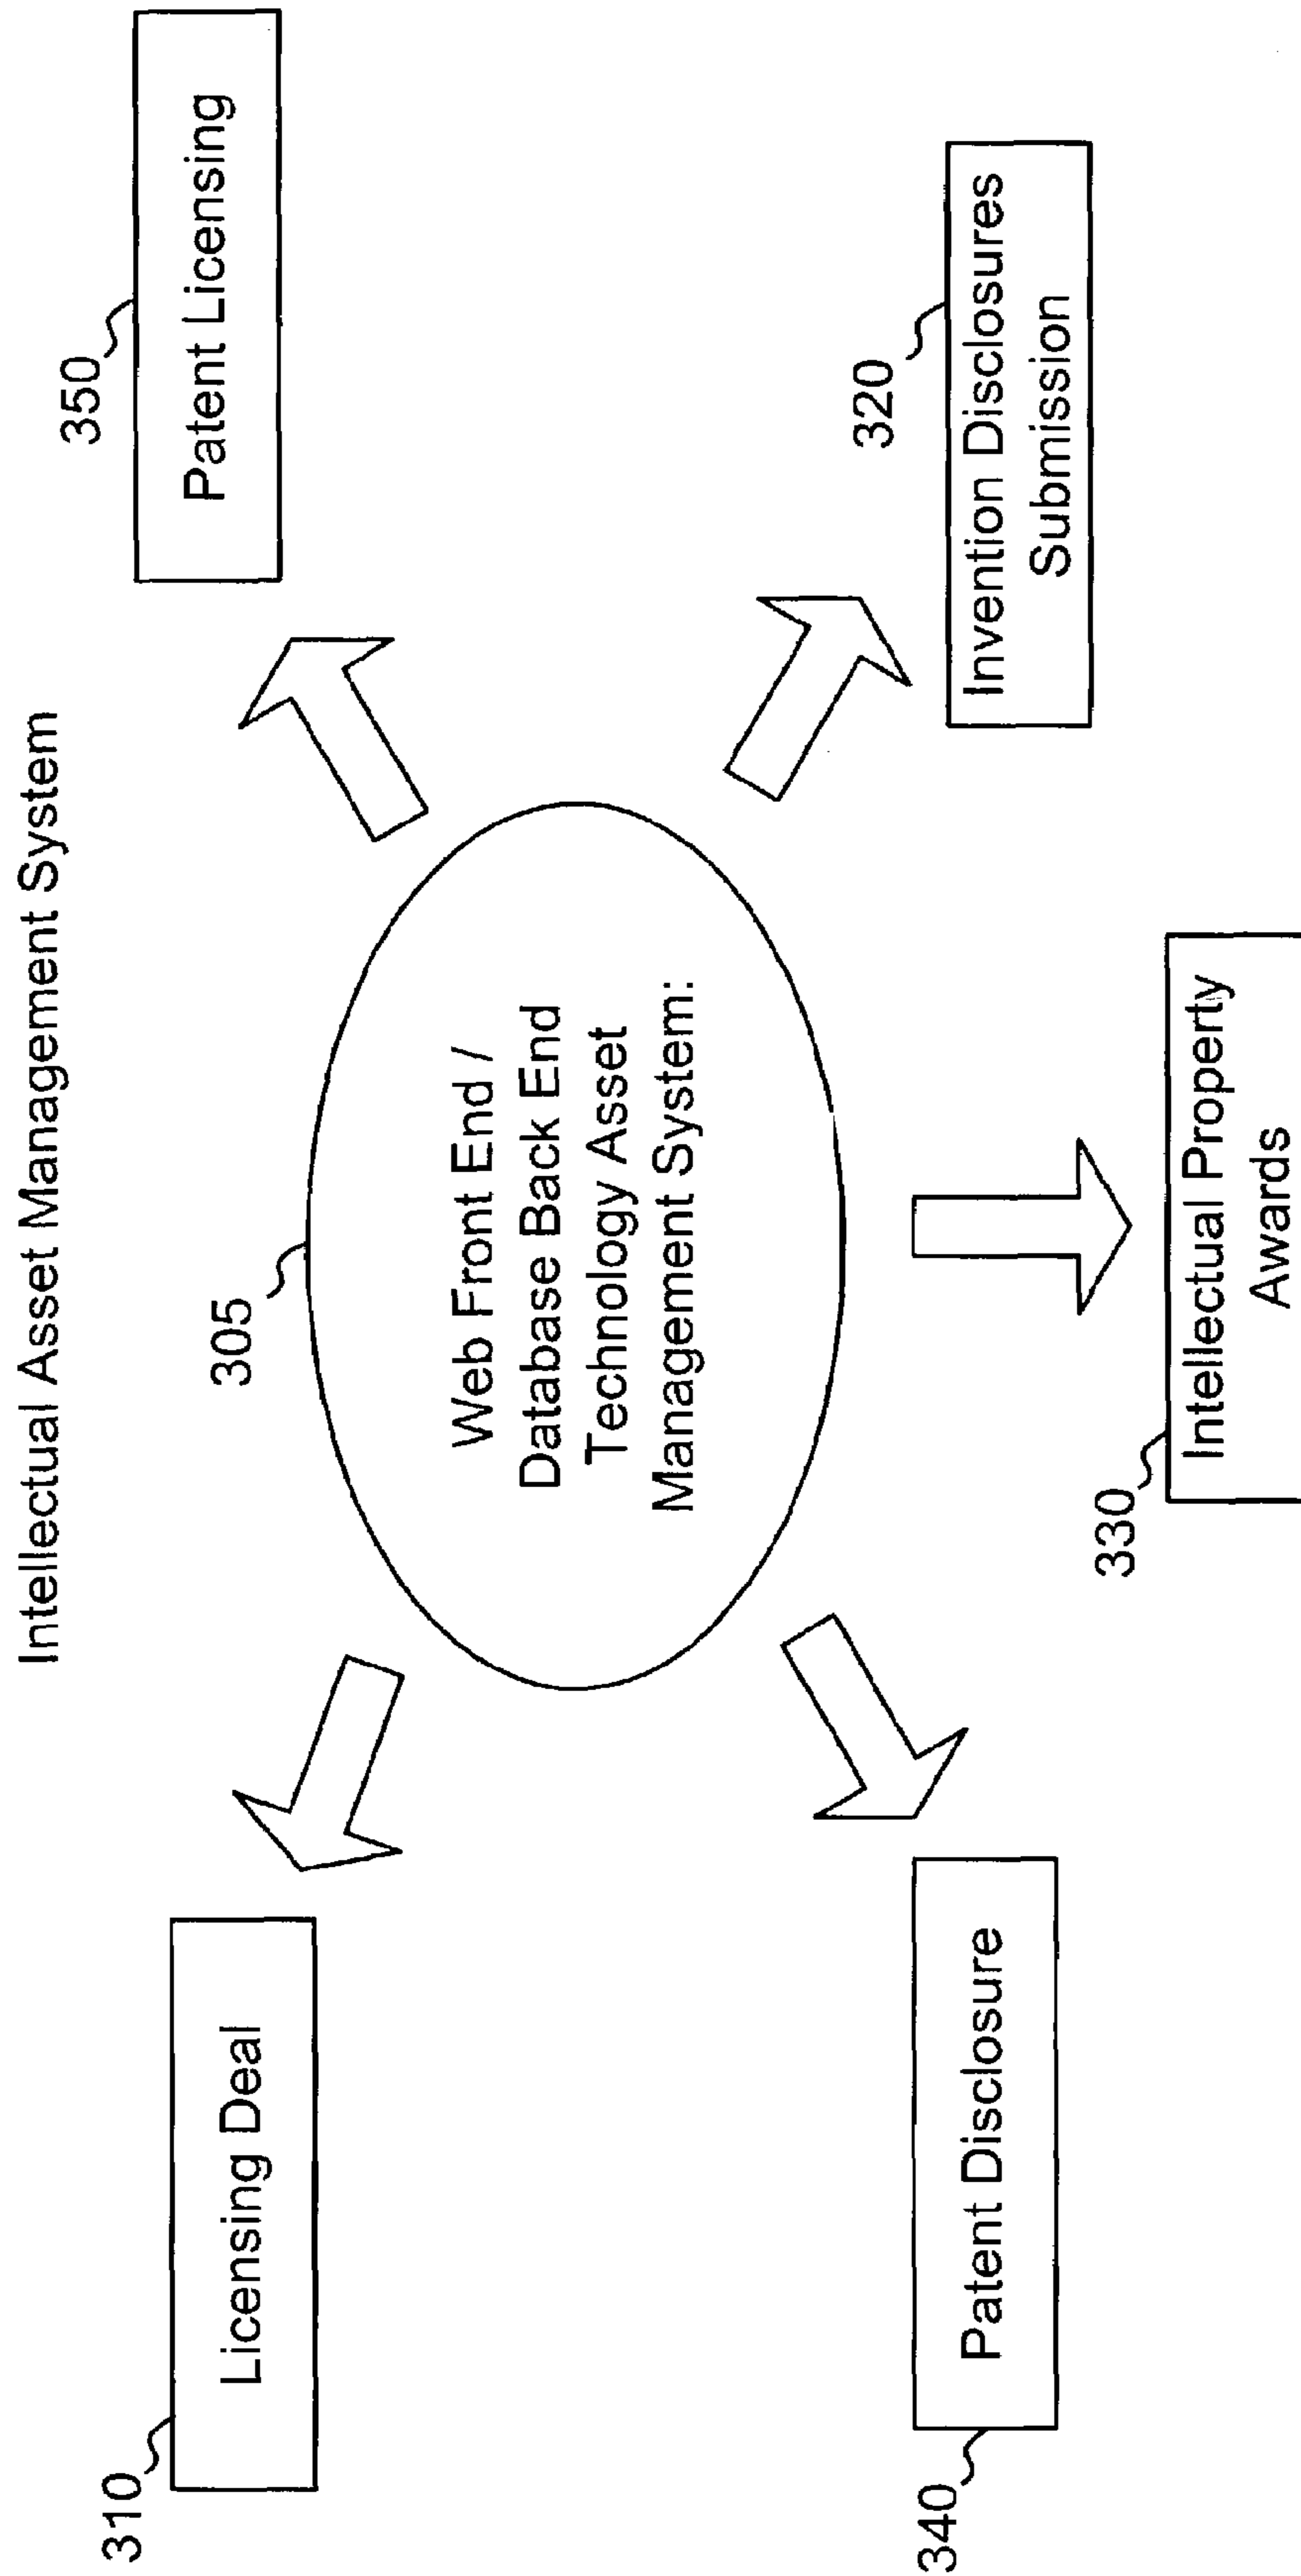 Intellectual Asset Management System
310
Licensing Deal
305
350
Patent Licensing
Web Front End /
Database Back End
Technology Asset
Management System:
340
Patent Disclosure
330
Intellectual Property
Awards
320
Invention Disclosures
Submission